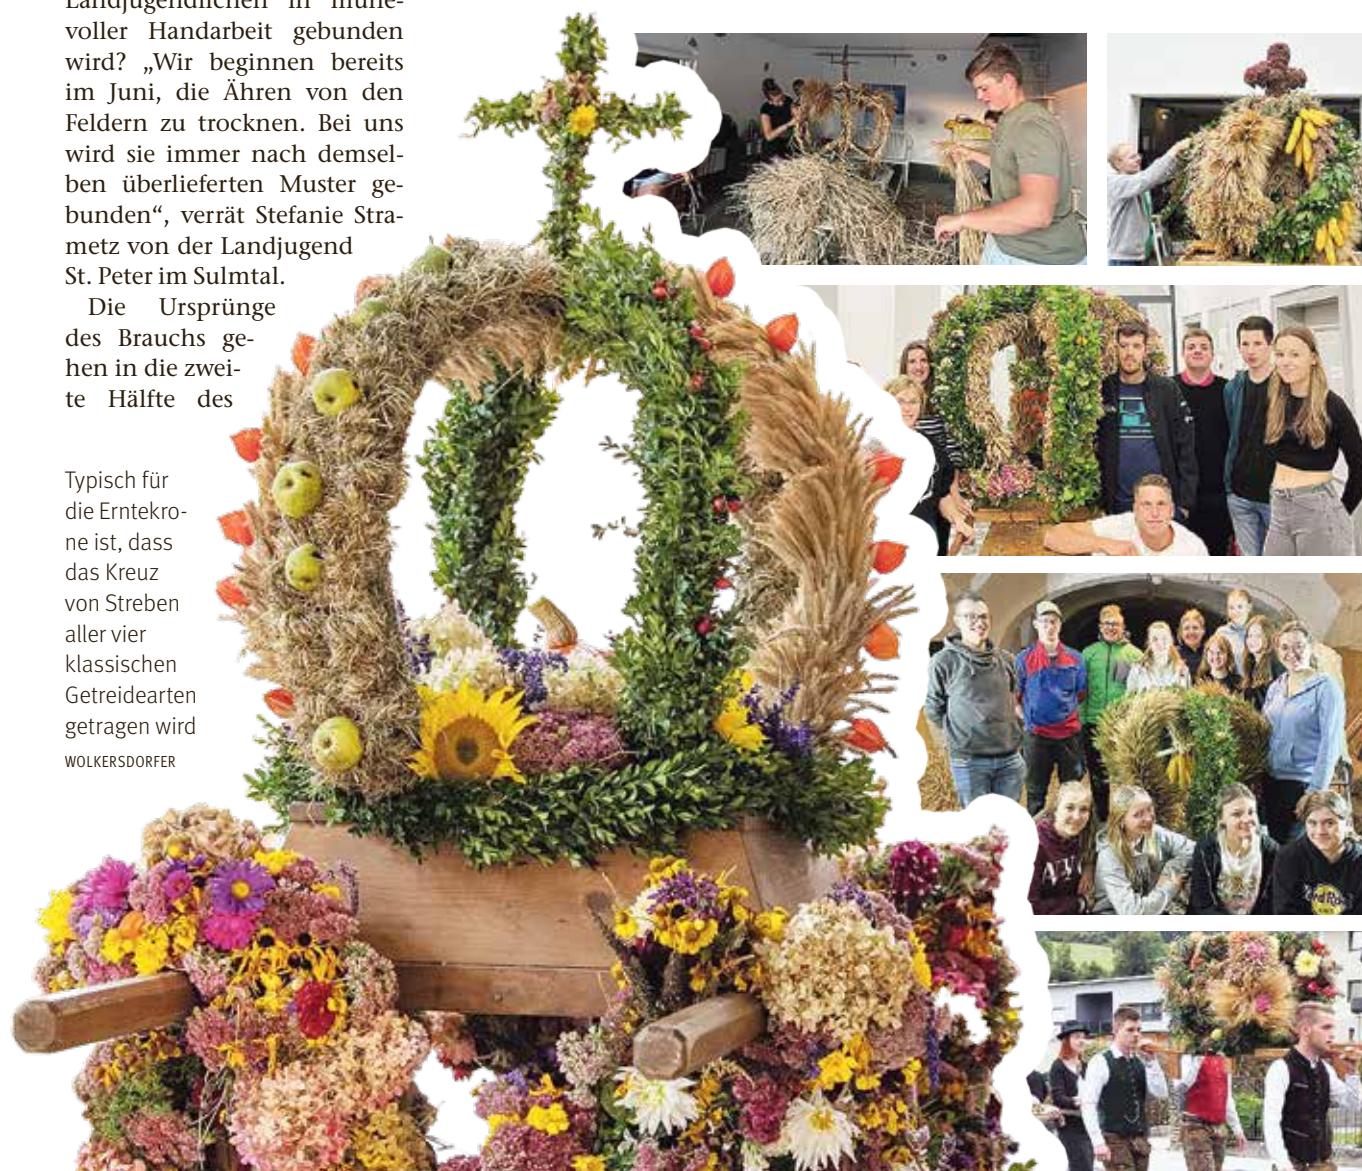 Landjugendlichen in mühe-
voller Handarbeit gebunden
wird? „Wir beginnen bereits
im Juni, die Ähren von den
Feldern zu trocknen. Bei uns
wird sie immer nach demsel-
ben überlieferten Muster ge-
bunden“, verrät Stefanie Stra-
metz von der Landjugend
St. Peter im Sulmtal.
Die Ursprünge
des Brauchs ge-
hen in die zwei-
te Hälfte des
Typisch für
die Erntekro-
ne ist, dass
das Kreuz
von Streben
aller vier
klassischen
Getreidearten
getragen wird
WOLKERSDORFER